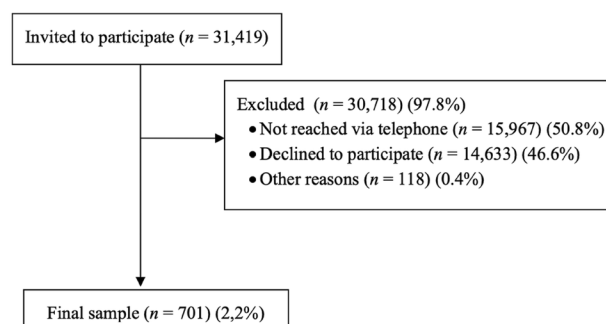 Invited to participate (n = 31,419)
Excluded (n = 30,718) (97.8%)
• Not reached via telephone (n = 15,967) (50.8%)
• Declined to participate (n = 14,633) (46.6%)
• Other reasons (n = 118) (0.4%)
Final sample (n = 701) (2,2%)